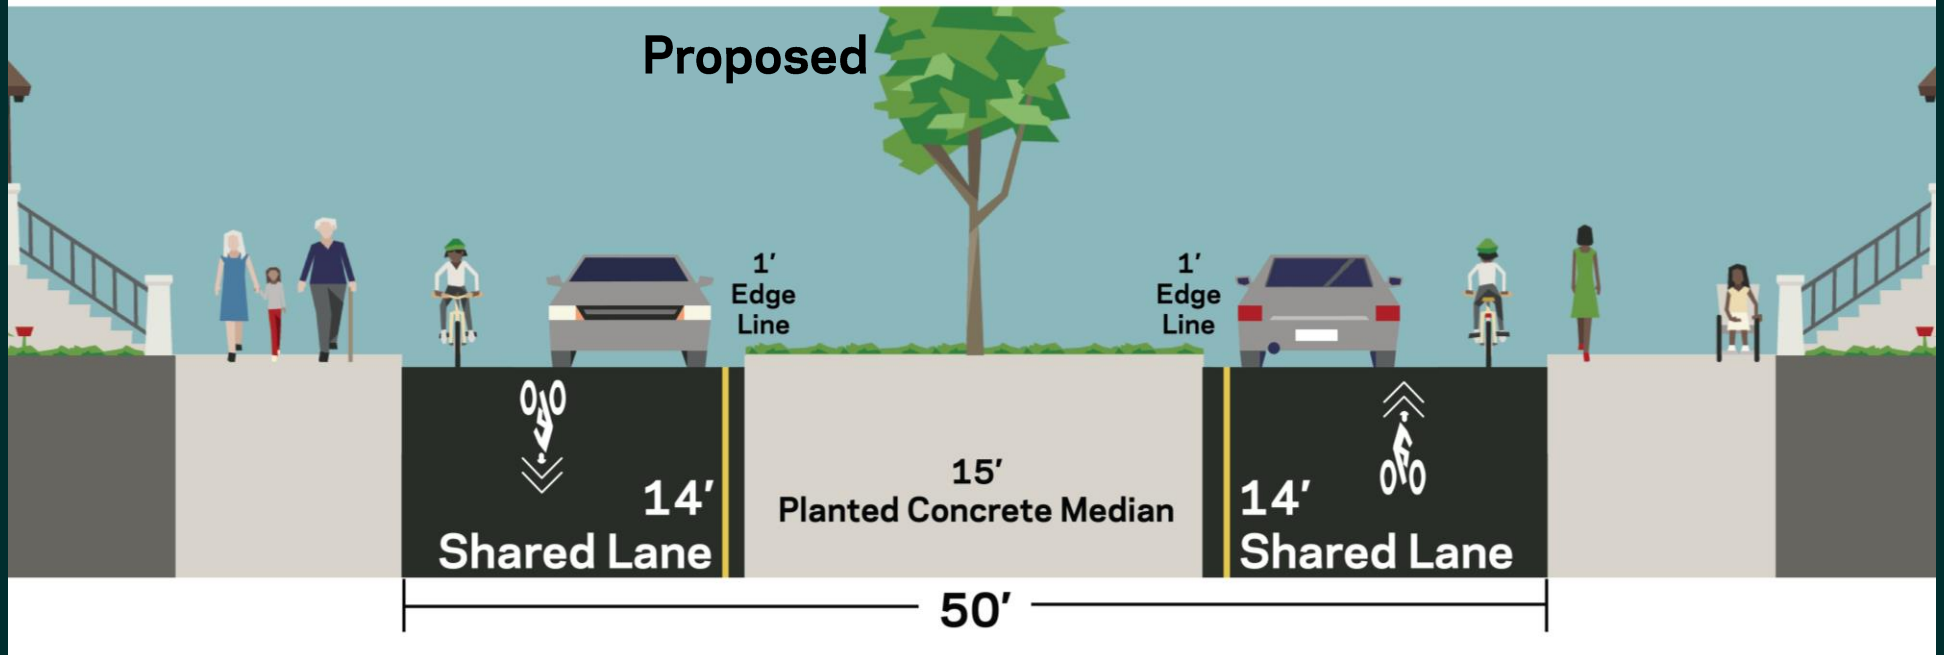 Proposed
1′
Edge
Line
1′
Edge
Line
14′
Shared Lane
15′
Planted Concrete Median
14′
Shared Lane
50′